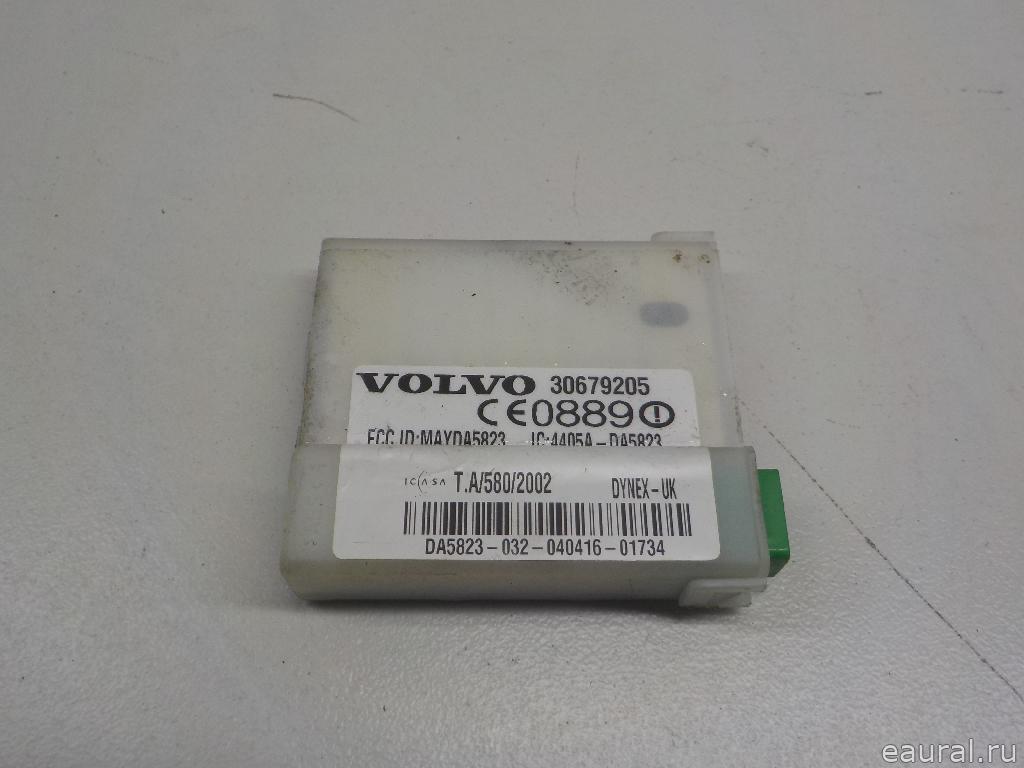 VOLVO 30679205
CE0889
FCC ID:MAYDA5823 IC:4405A-DA5823
ICASA T.A/580/2002 DYNEX-UK
DA5823-032-040416-01734
eaural.ru